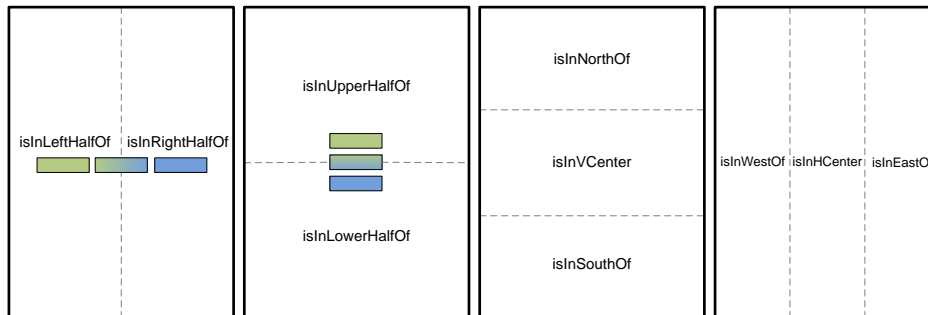 isInLeftHalfOf isInRightHalfOf
isInUpperHalfOf
isInLowerHalfOf
isInNorthOf
isInVCenter
isInSouthOf
isInWestOf isInHCenter isInEastO